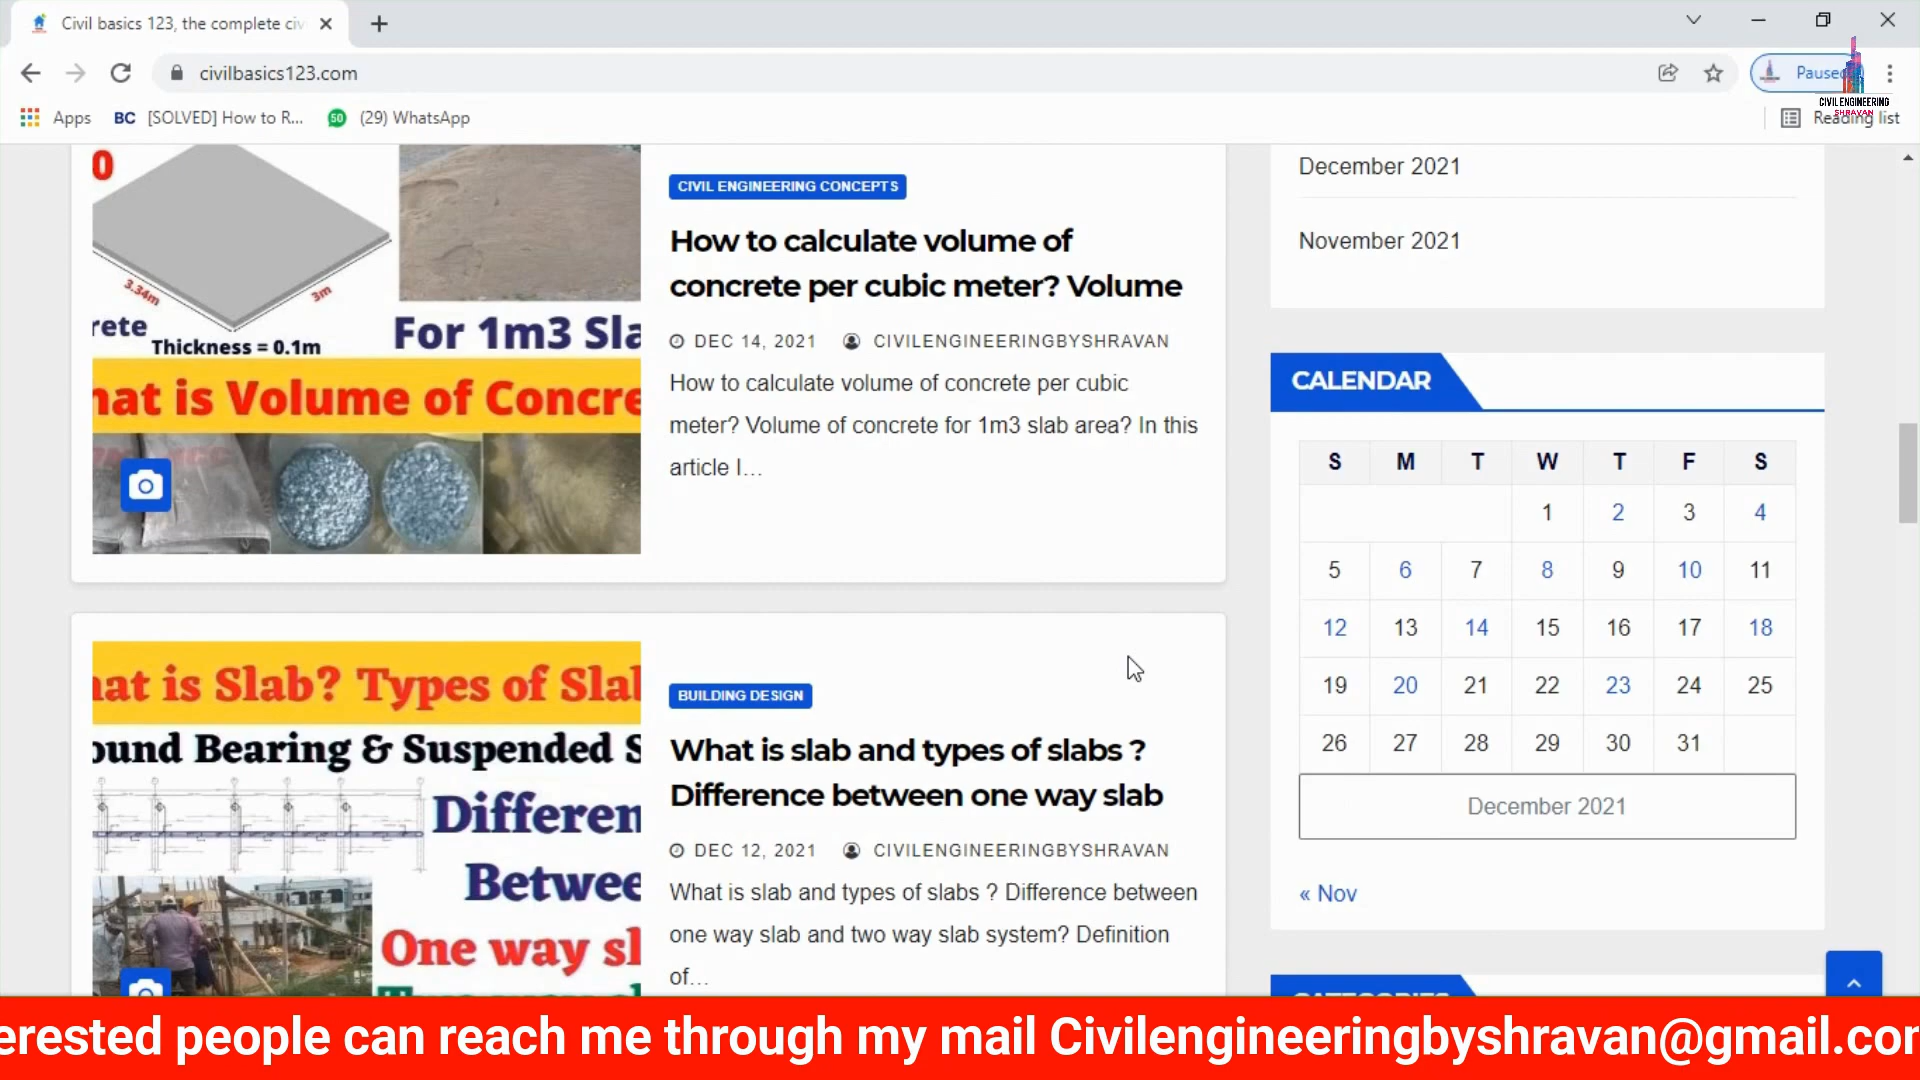 Civil basics 123, the complete civ
civilbasics123.com
Paused
Apps
BC [SOLVED] How to R...
50 (29) WhatsApp
CIVIL ENGINEERING
SHRAVAN
Reading list
0
3.34m
3m
rete
Thickness = 0.1m
For 1m3 Sla
hat is Volume of Concre
CIVIL ENGINEERING CONCEPTS
How to calculate volume of
concrete per cubic meter? Volume
DEC 14, 2021 CIVILENGINEERINGBYSHRAVAN
How to calculate volume of concrete per cubic
meter? Volume of concrete for 1m3 slab area? In this
article I...
hat is Slab? Types of Slal
ound Bearing & Suspended S
Differen
Betwee
One way sl
BUILDING DESIGN
What is slab and types of slabs ?
Difference between one way slab
DEC 12, 2021 CIVILENGINEERINGBYSHRAVAN
What is slab and types of slabs ? Difference between
one way slab and two way slab system? Definition
of...
December 2021
November 2021
CALENDAR
S M T W T F S
1 2 3 4
5 6 7 8 9 10 11
12 13 14 15 16 17 18
19 20 21 22 23 24 25
26 27 28 29 30 31
December 2021
« Nov
CATEGORIES
erested people can reach me through my mail Civilengineeringbyshravan@gmail.com